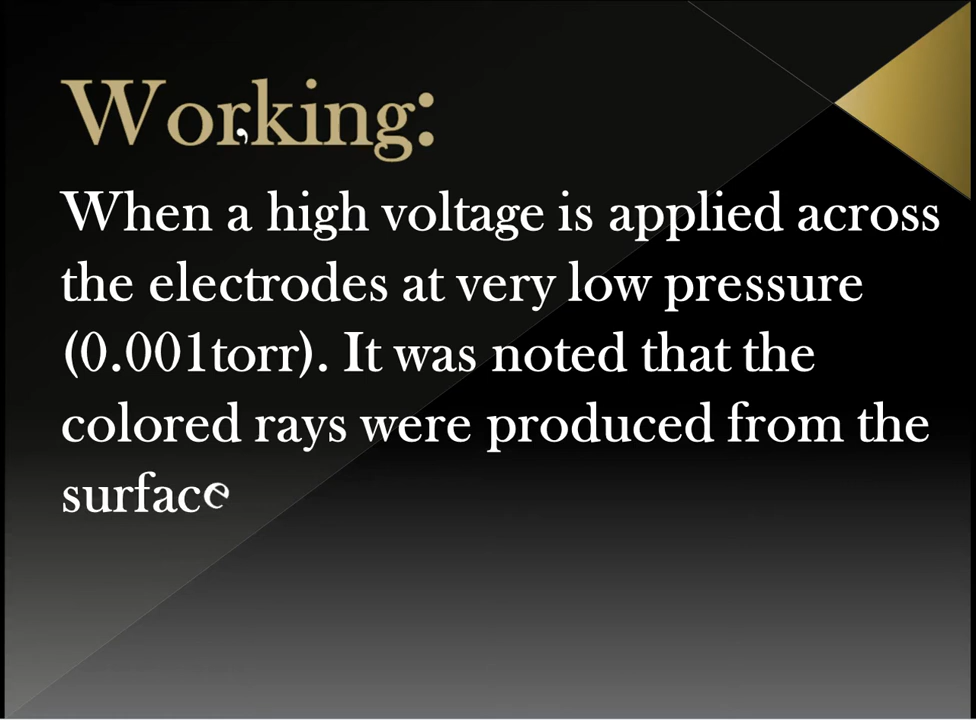 Working:
When a high voltage is applied across
the electrodes at very low pressure
(0.001torr). It was noted that the
colored rays were produced from the
surface
,